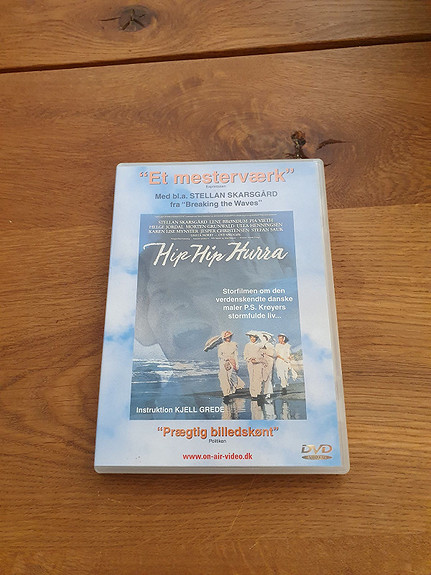 "Et mesterværk"
Expressen
Med bl.a. STELLAN SKARSGÅRD
fra "Breaking the Waves"
STELLAN SKARSGÅRD LENE BRØNDUM PIA VIETH
HELGE JORDAL MORTEN GRUNWALD ULLA HENNINGSEN
KAREN LISE MYNSTER JESPER CHRISTENSEN STEFAN SAUK
Hip Hip Hurra
Storfilmen om den
verdenskendte danske
maler P.S. Krøyers
stormfulde liv...
Instruktion KJELL GREDE
"Prægtig billedskønt"
Politiken
www.on-air-video.dk
DVD